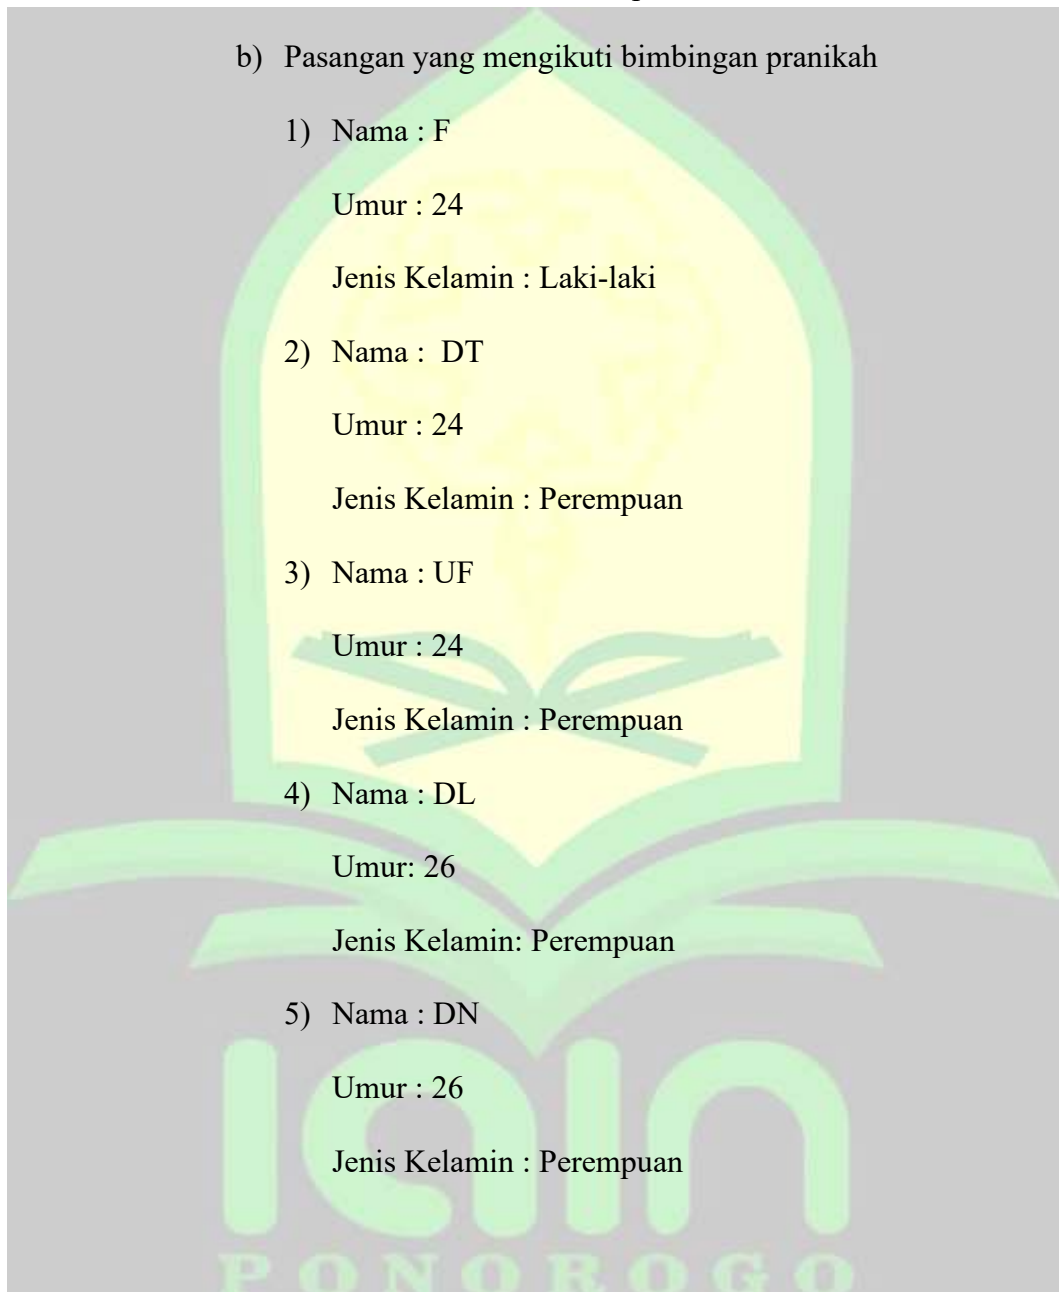 b) Pasangan yang mengikuti bimbingan pranikah
1) Nama : F
Umur : 24
Jenis Kelamin : Laki-laki
2) Nama : DT
Umur : 24
Jenis Kelamin : Perempuan
3) Nama : UF
Umur : 24
Jenis Kelamin : Perempuan
4) Nama : DL
Umur: 26
Jenis Kelamin: Perempuan
5) Nama : DN
Umur : 26
Jenis Kelamin : Perempuan
iain
PONOROGO